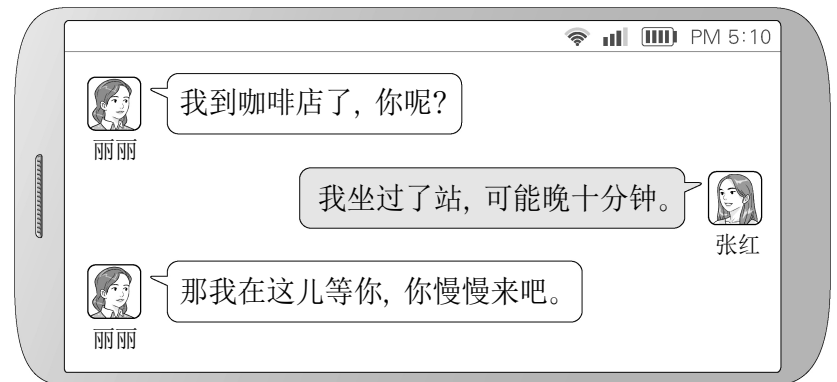 PM 5:10
我到咖啡店了, 你呢?
丽丽
我坐过了站, 可能晚十分钟。
张红
那我在这儿等你, 你慢慢来吧。
丽丽